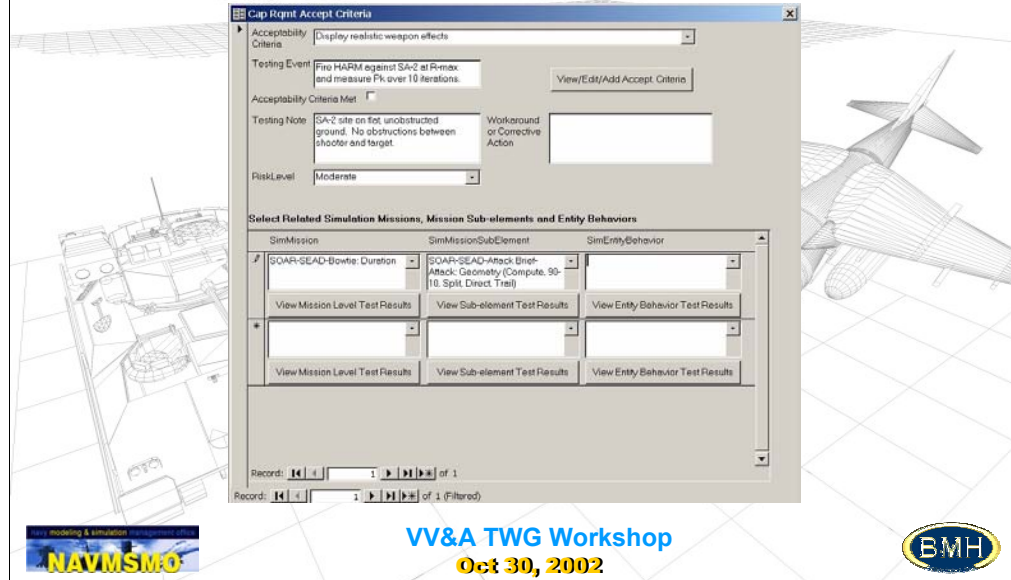 Cap Rqmt Accept Criteria
Acceptability
Criteria
Display realistic weapon effects
Testing Event
Fire HARM against SA-2 at R-max
and measure Pk over 10 iterations.
View/Edit/Add Accept. Criteria
Acceptability Criteria Met
Testing Note
SA-2 site on flat, unobstructed
ground. No obstructions between
shooter and target.
Workaround
or Corrective
Action
RiskLevel
Moderate
Select Related Simulation Missions, Mission Sub-elements and Entity Behaviors
SimMission
SimMissionSubElement
SimEntityBehavior
SOAR-SEAD-Bowtie: Duration
SOAR-SEAD-Attack Brief-
Attack: Geometry (Compute, 90-
10, Split, Direct, Trail)
View Mission Level Test Results
View Sub-element Test Results
View Entity Behavior Test Results
View Mission Level Test Results
View Sub-element Test Results
View Entity Behavior Test Results
Record: 1 of 1
Record: 1 of 1 (Filtered)
navy modeling & simulation management office
NAVMSMO
VV&A TWG Workshop
Oct 30, 2002
BMH